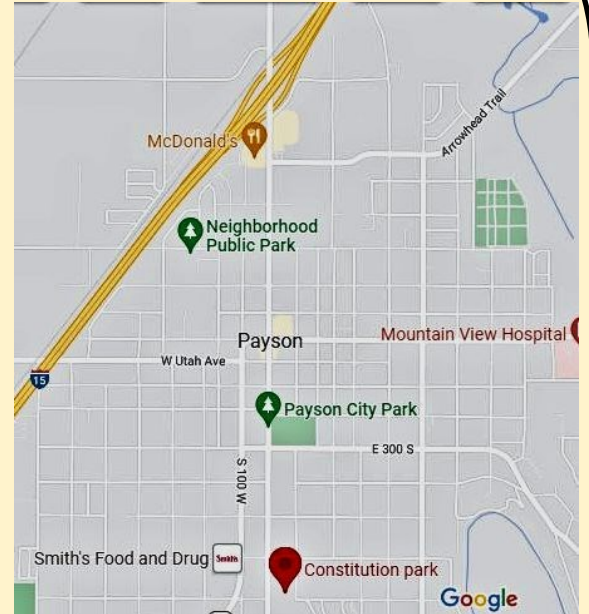 McDonald's
Arrowhead Trail
Neighborhood
Public Park
Payson
Mountain View Hospital
W Utah Ave
15
Payson City Park
E 300 S
S 100 W
Smith's Food and Drug
Smith's
Constitution park
Google